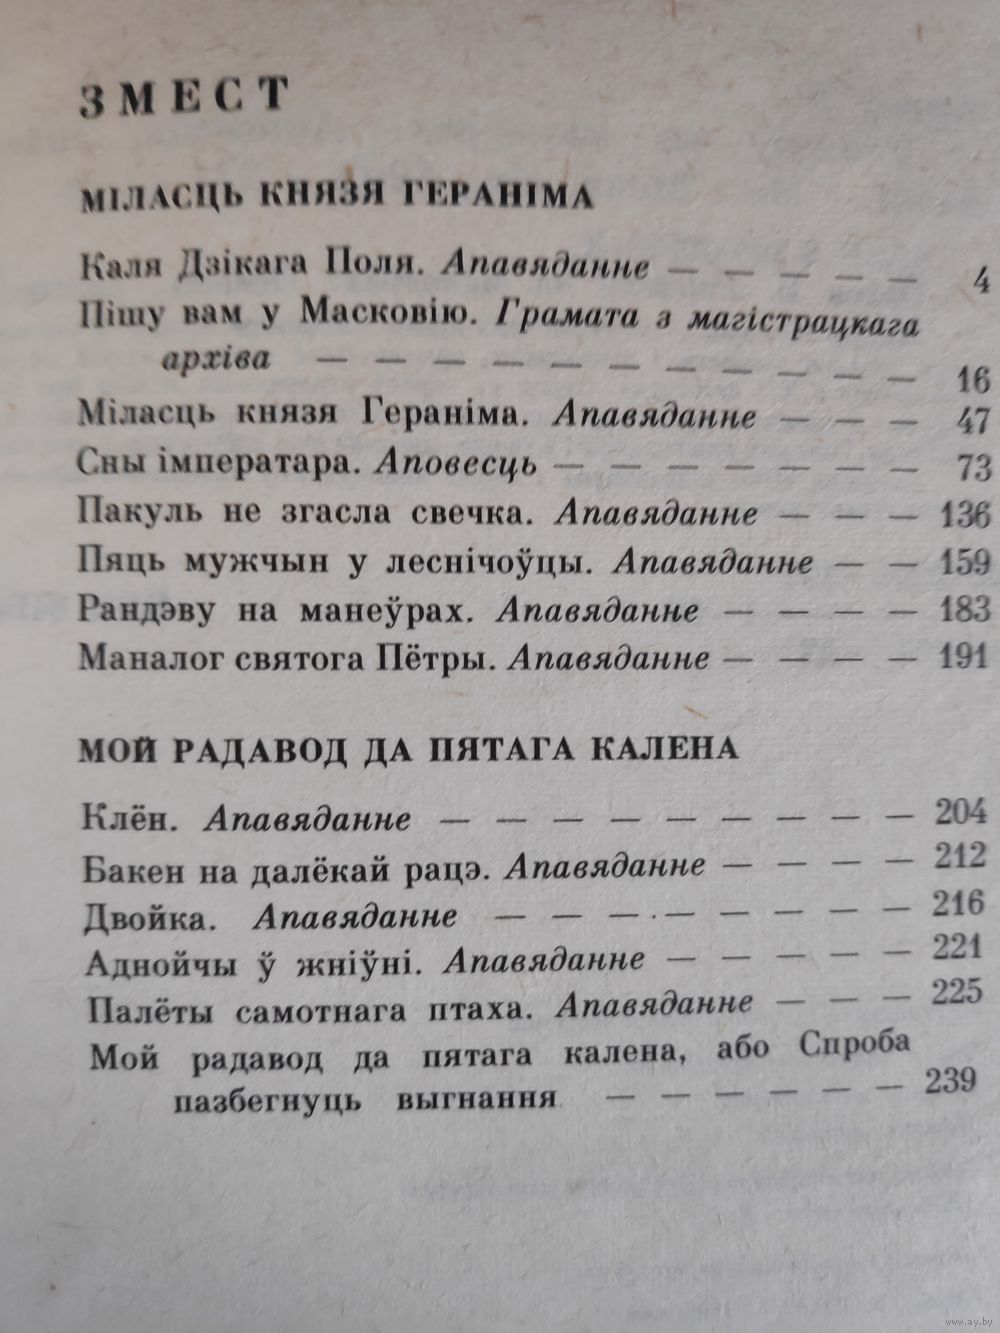 ЗМЕСТ
МІЛАСЦЬ КНЯЗЯ ГЕРАНІМА
Каля Дзікага Поля. Апавяданне — — — — — 4
Пішу вам у Масковію. Грамата з магістрацкага
архіва — — — — — — — — — — — 16
Міласць князя Гераніма. Апавяданне — — — 47
Сны імператара. Аповесць — — — — — — — 73
Пакуль не згасла свечка. Апавяданне — — — 136
Пяць мужчын у леснічоўцы. Апавяданне — — 159
Рандэву на манеўрах. Апавяданне — — — — 183
Маналог святога Пётры. Апавяданне — — — — 191
МОЙ РАДАВОД ДА ПЯТАГА КАЛЕНА
Клён. Апавяданне — — — — — — — — — 204
Бакен на далёкай рацэ. Апавяданне — — — — 212
Двойка. Апавяданне — — — — — — — — 216
Аднойчы ў жніўні. Апавяданне — — — — — 221
Палёты самотнага птаха. Апавяданне — — — 225
Мой радавод да пятага калена, або Спроба
пазбегнуць выгнання — — — — — — 239
www.ay.by